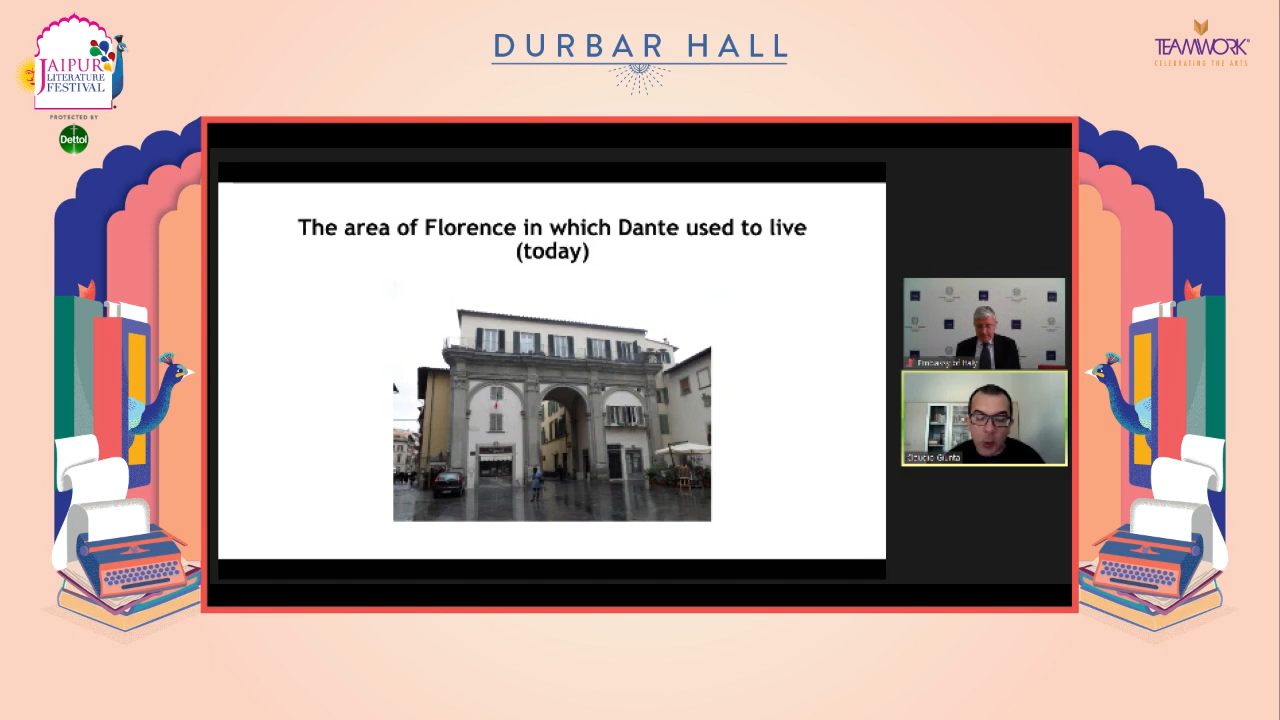 JAIPUR
LITERATURE
FESTIVAL
PROTECTED BY
Dettol
DURBAR HALL
TEAMWORK
CELEBRATING THE ARTS
The area of Florence in which Dante used to live
(today)
Embassy of Italy
Claudio Giunta